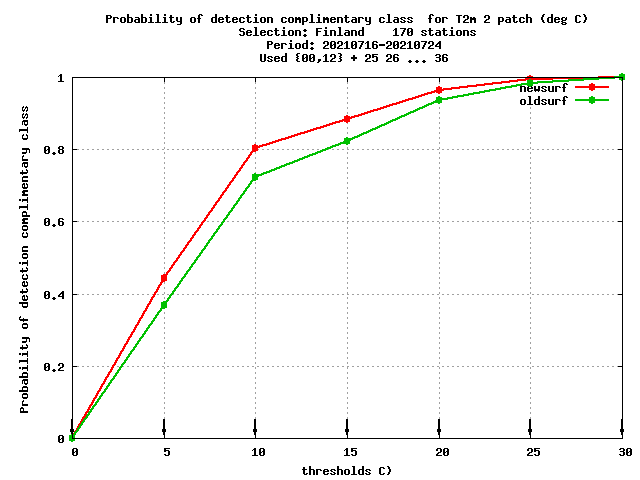 Probability of detection complimentary class  for T2m 2 patch (deg C)
Selection: Finland    170 stations
Period: 20210716-20210724
Used {00,12} + 25 26 ... 36
Probability of detection complimentary class
1
0.8
0.6
0.4
0.2
0
newsurf
oldsurf
0 5 10 15 20 25 30
thresholds C)